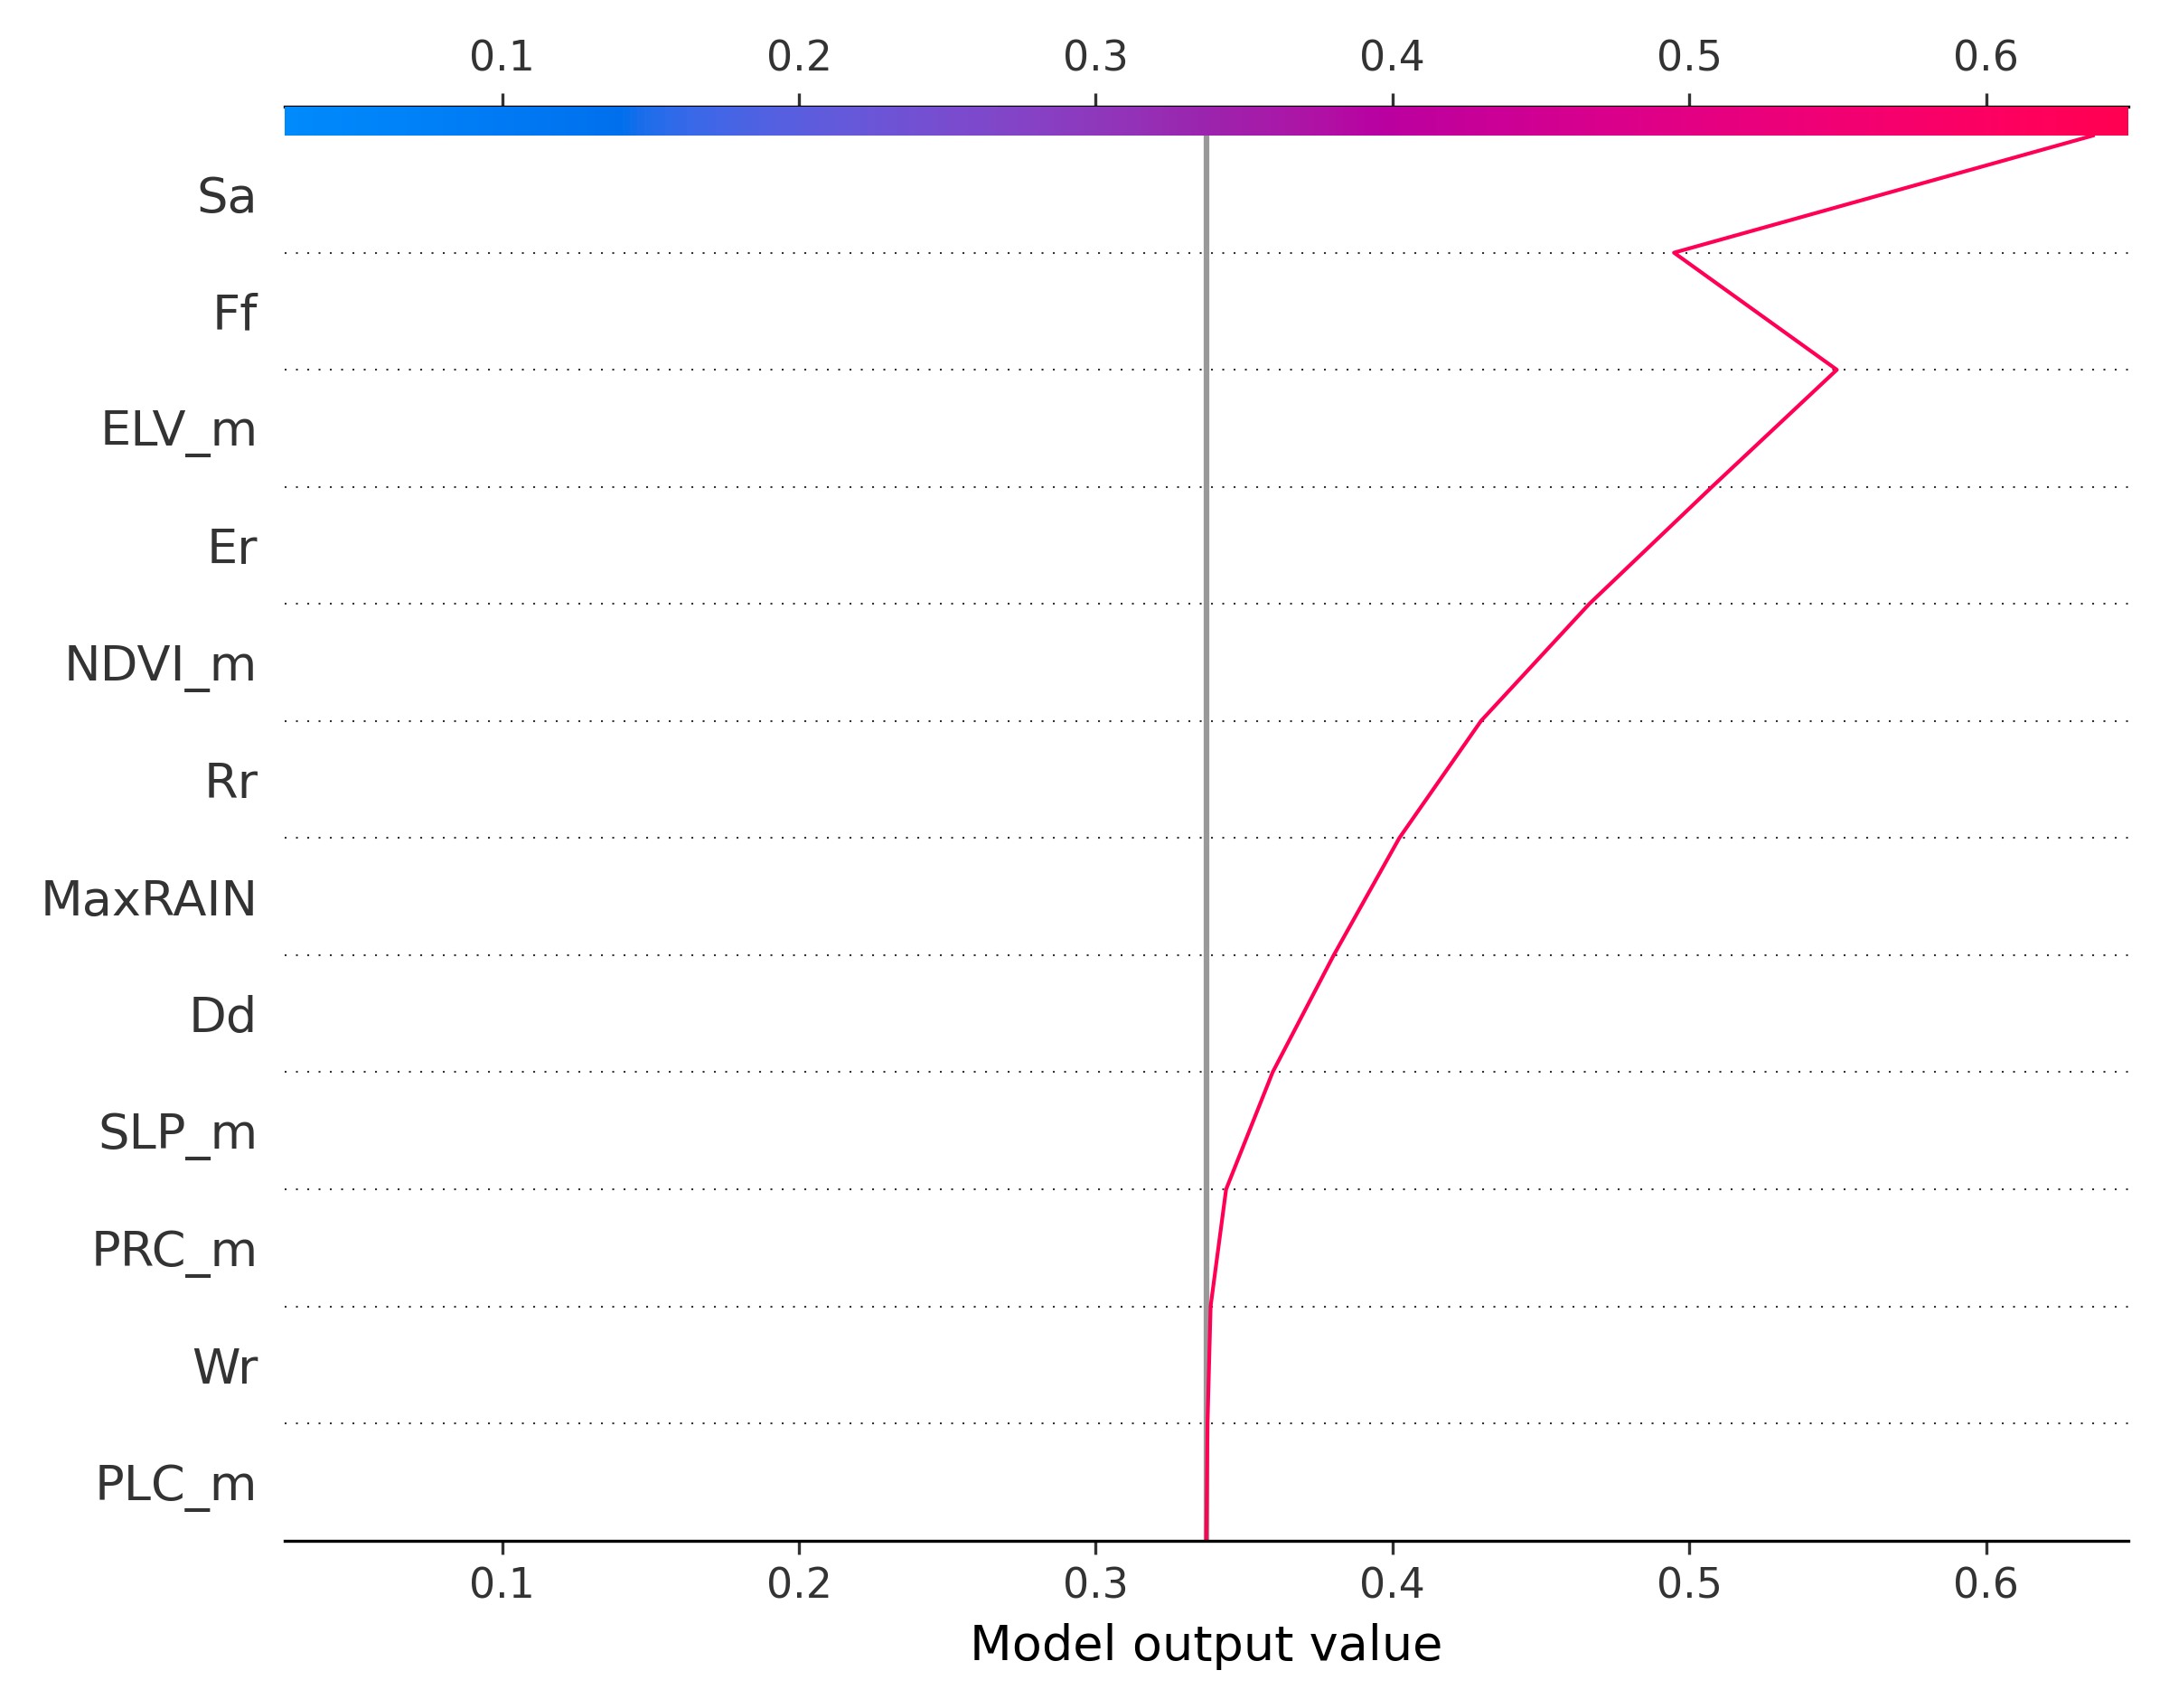 0.1 0.2 0.3 0.4 0.5 0.6
Sa
Ff
ELV_m
Er
NDVI_m
Rr
MaxRAIN
Dd
SLP_m
PRC_m
Wr
PLC_m
0.1 0.2 0.3 0.4 0.5 0.6
Model output value